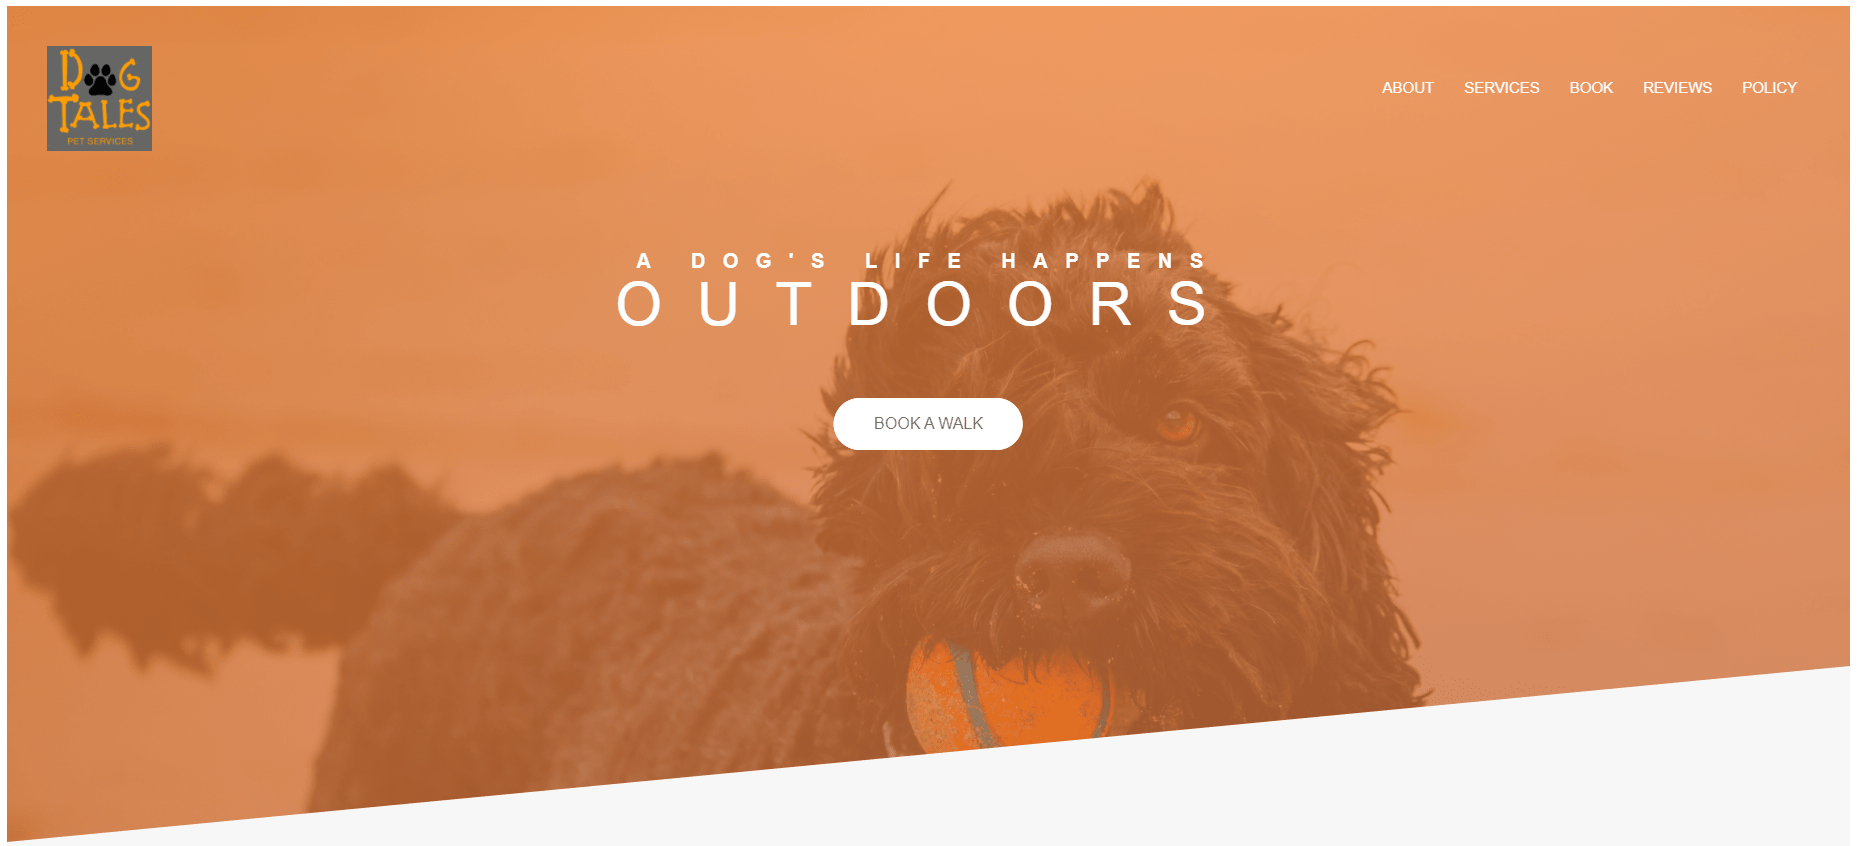 DOG
TALES
PET SERVICES
ABOUT SERVICES BOOK REVIEWS POLICY
A DOG'S LIFE HAPPENS
OUTDOORS
BOOK A WALK